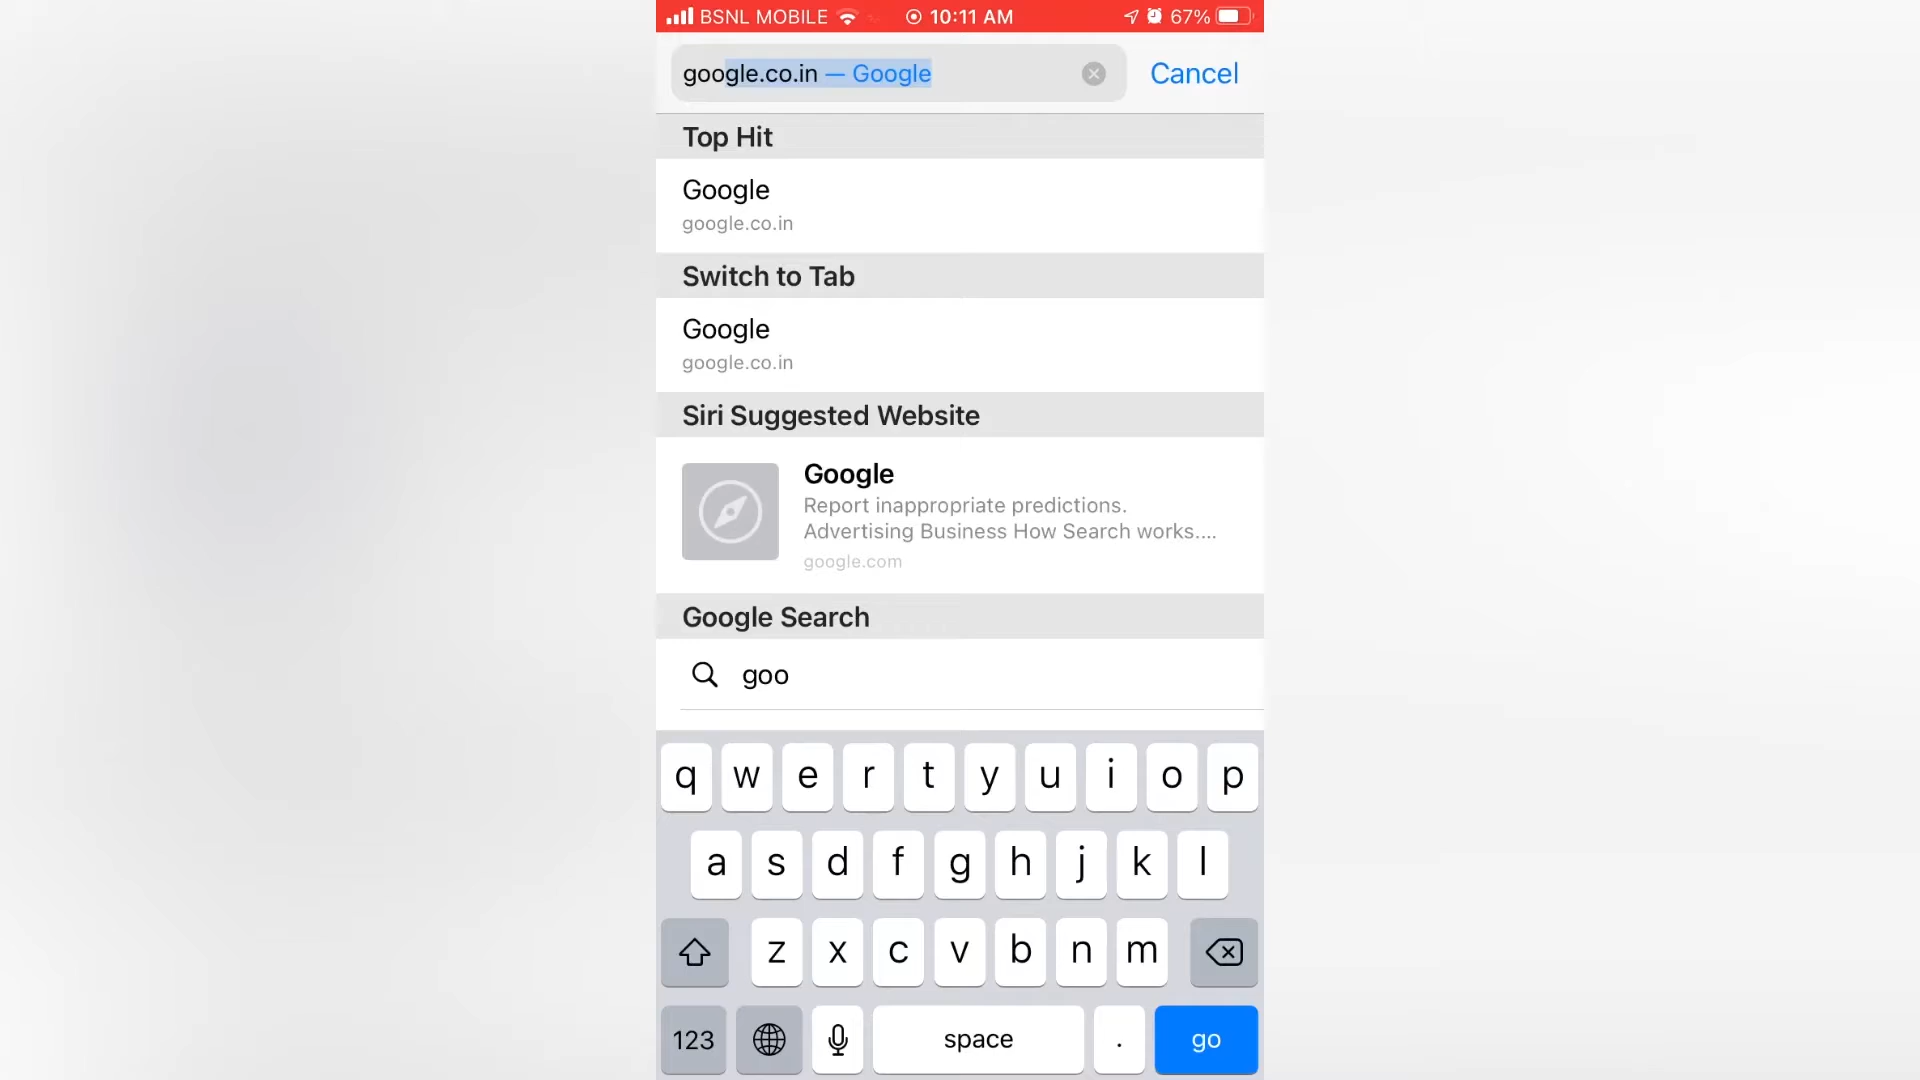 BSNL MOBILE 10:11 AM 67%
google.co.in — Google Cancel
Top Hit
Google
google.co.in
Switch to Tab
Google
google.co.in
Siri Suggested Website
Google
Report inappropriate predictions.
Advertising Business How Search works....
google.com
Google Search
goo
q w e r t y u i o p
a s d f g h j k l
z x c v b n m
123 space . go